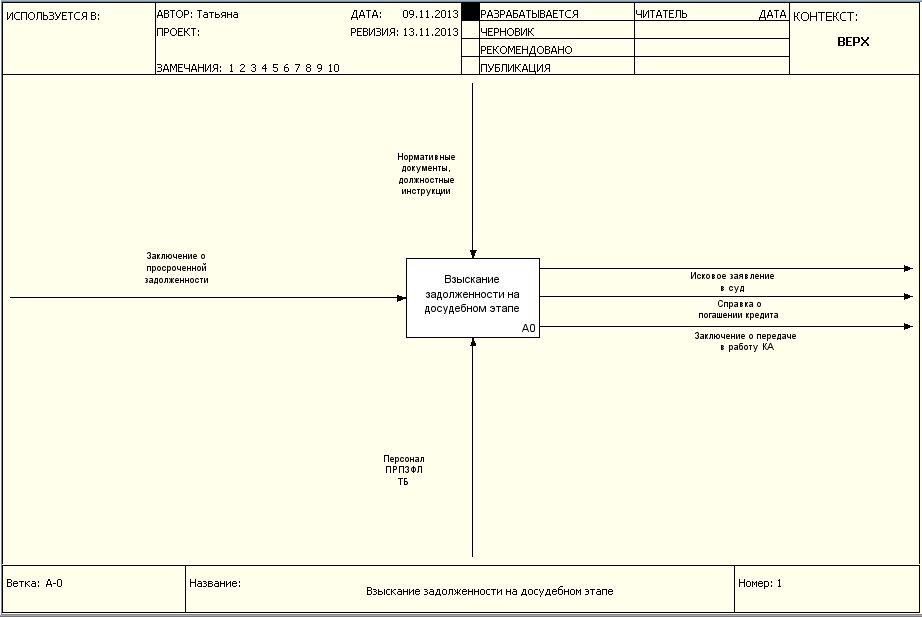 ИСПОЛЬЗУЕТСЯ В:
АВТОР: Татьяна
ДАТА: 09.11.2013
ПРОЕКТ:
РЕВИЗИЯ: 13.11.2013
ЗАМЕЧАНИЯ: 1 2 3 4 5 6 7 8 9 10
РАЗРАБАТЫВАЕТСЯ
ЧЕРНОВИК
РЕКОМЕНДОВАНО
ПУБЛИКАЦИЯ
ЧИТАТЕЛЬ
ДАТА
КОНТЕКСТ:
ВЕРХ
Нормативные
документы,
должностные
инструкции
Заключение о
просроченной
задолженности
Взыскание
задолженности на
досудебном этапе
A0
Исковое заявление
в суд
Справка о
погашении кредита
Заключение о передаче
в работу КА
Персонал
ПРПЗФЛ
ТБ
Ветка: A-0
Название:
Взыскание задолженности на досудебном этапе
Номер: 1